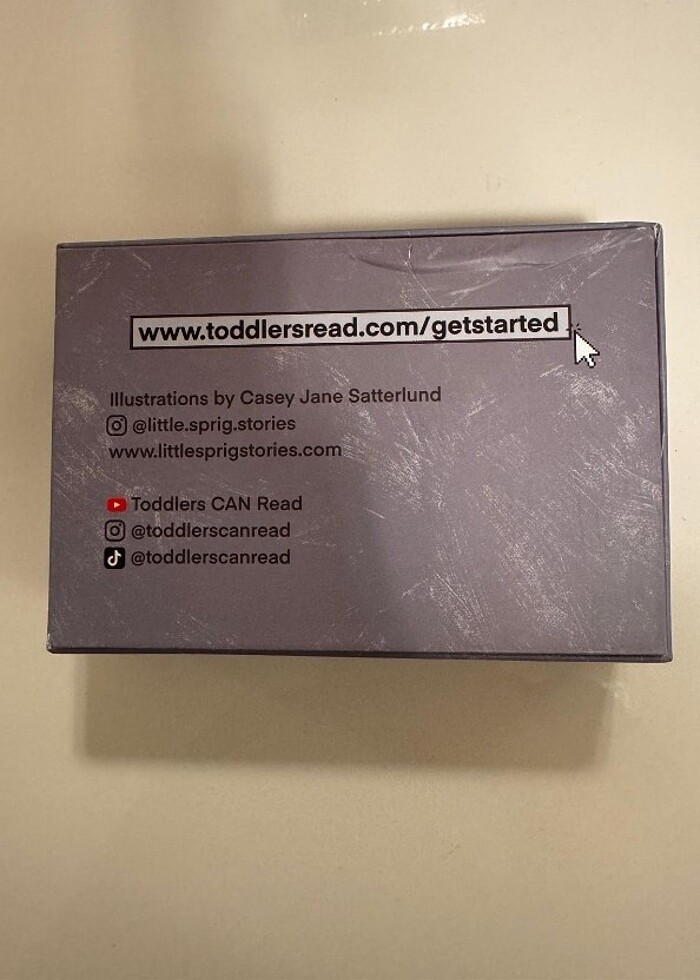 www.toddlersread.com/getstarted
Illustrations by Casey Jane Satterlund
@little.sprig.stories
www.littlesprigstories.com
Toddlers CAN Read
@toddlerscanread
@toddlerscanread